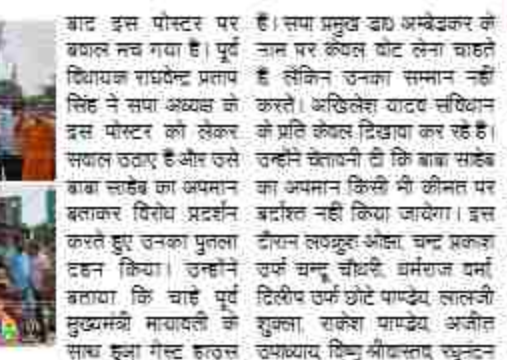 बाद इस पोस्टर पर
बवाल मच गया है। पूर्व
विधायक राघवेन्द्र प्रताप
सिंह ने सपा अध्यक्ष के
इस पोस्टर को लेकर
सवाल उठाए हैं और उसे
बाबा साहेब का अपमान
बताकर विरोध प्रदर्शन
करते हुए उनका पुतला
दहन किया। उन्होंने
बताया कि चाहे पूर्व
मुख्यमंत्री मायावती के
साथ हुआ गेस्ट हाउस
है। सपा प्रमुख डा0 अम्बेडकर के
नाम पर केवल वोट लेना चाहते
हैं लेकिन उनका सम्मान नहीं
करते। अखिलेश यादव संविधान
के प्रति केवल दिखावा कर रहे हैं।
उन्होंने चेतावनी दी कि बाबा साहेब
का अपमान किसी भी कीमत पर
बर्दाश्त नहीं किया जायेगा। इस
दौरान लवकुश ओझा, चन्द्र प्रकाश
उर्फ चन्दू चौधरी, धर्मराज वर्मा,
दिलीप उर्फ छोटे पाण्डेय, लालजी
शुक्ला, राकेश पाण्डेय, अजीत
उपाध्याय, विष्णु श्रीवास्तव, रघुनंदन